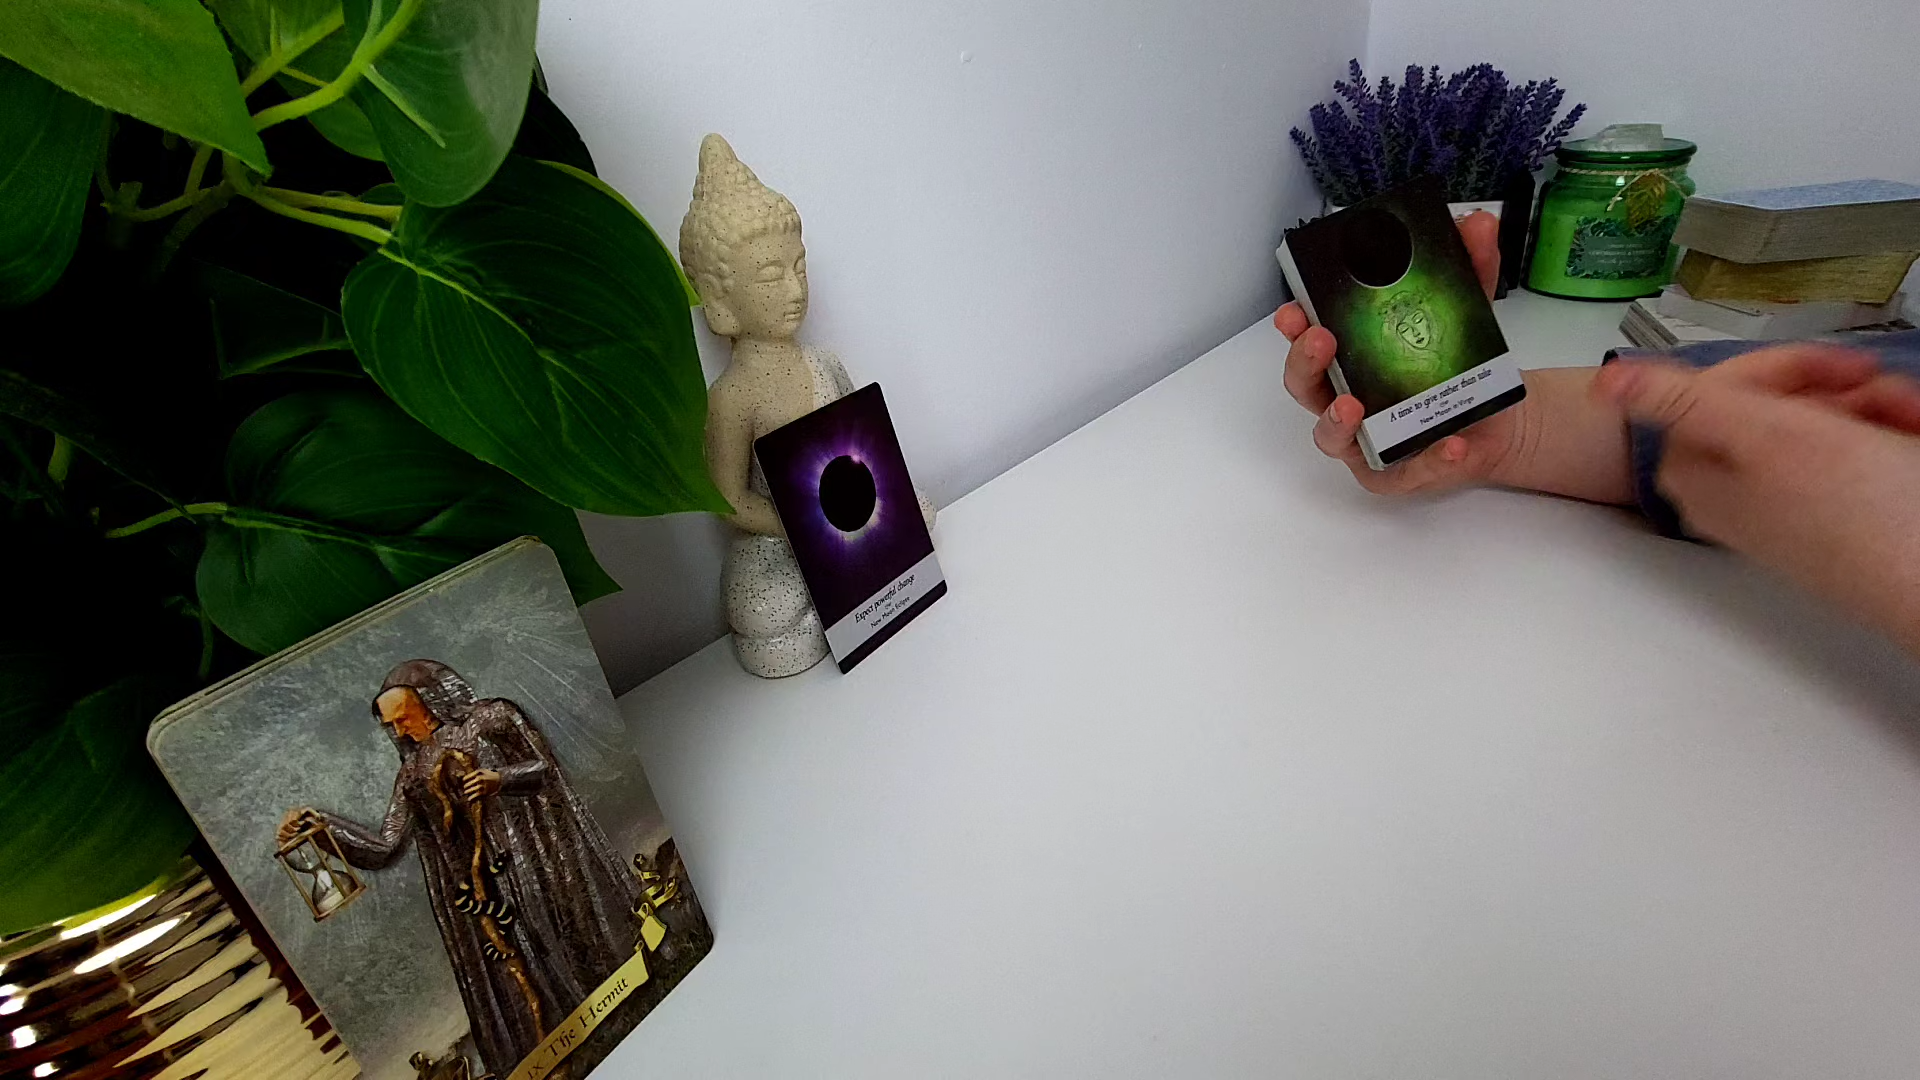 A time to give rather than take
New Moon in Virgo
Expect powerful change
New Moon Eclipse
IX The Hermit